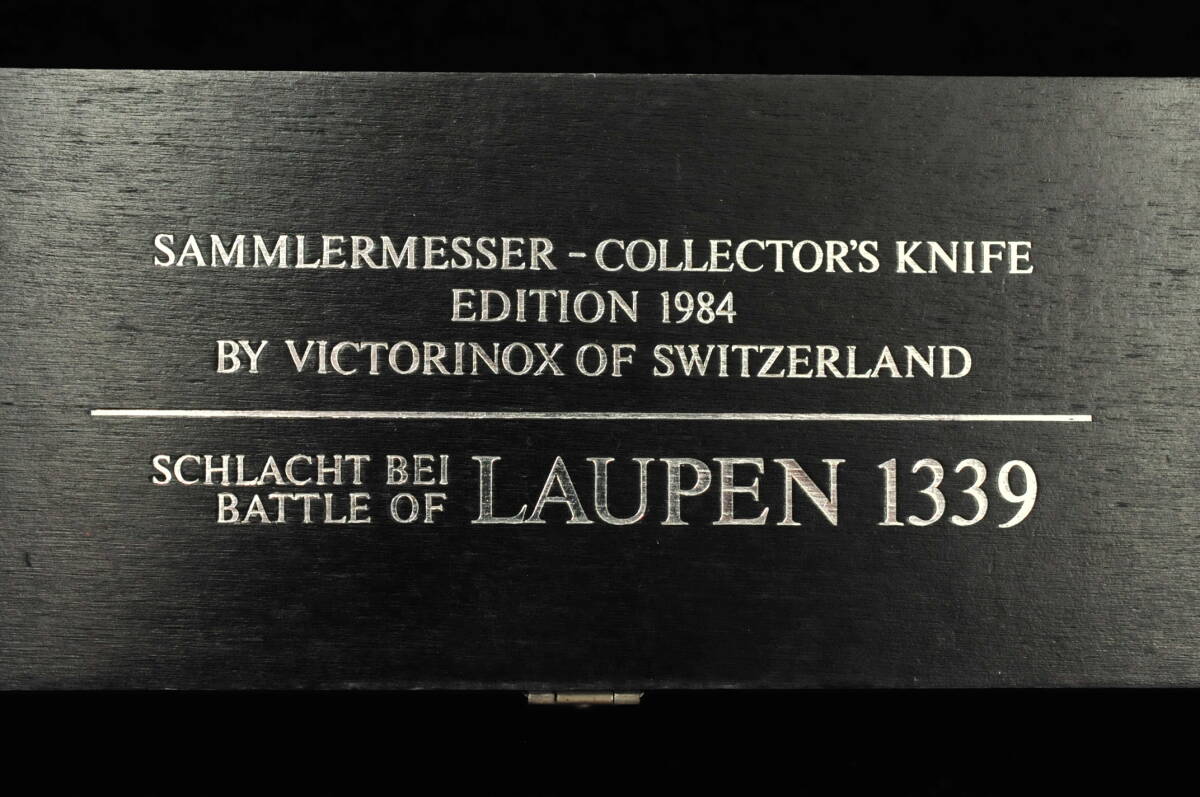 SAMMLERMESSER - COLLECTOR'S KNIFE
EDITION 1984
BY VICTORINOX OF SWITZERLAND
SCHLACHT BEI
BATTLE OF
LAUPEN 1339